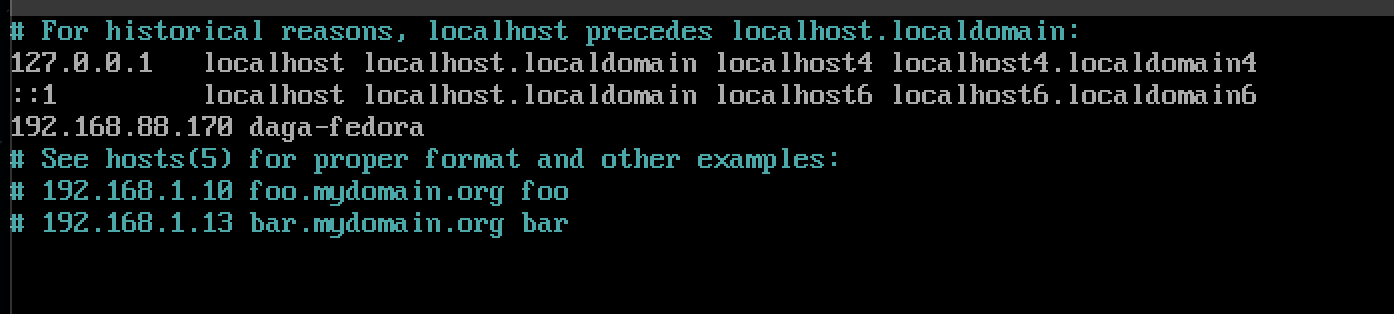 # For historical reasons, localhost precedes localhost.localdomain:
127.0.0.1   localhost localhost.localdomain localhost4 localhost4.localdomain4
::1         localhost localhost.localdomain localhost6 localhost6.localdomain6
192.168.88.170 daga-fedora
# See hosts(5) for proper format and other examples:
# 192.168.1.10 foo.mydomain.org foo
# 192.168.1.13 bar.mydomain.org bar